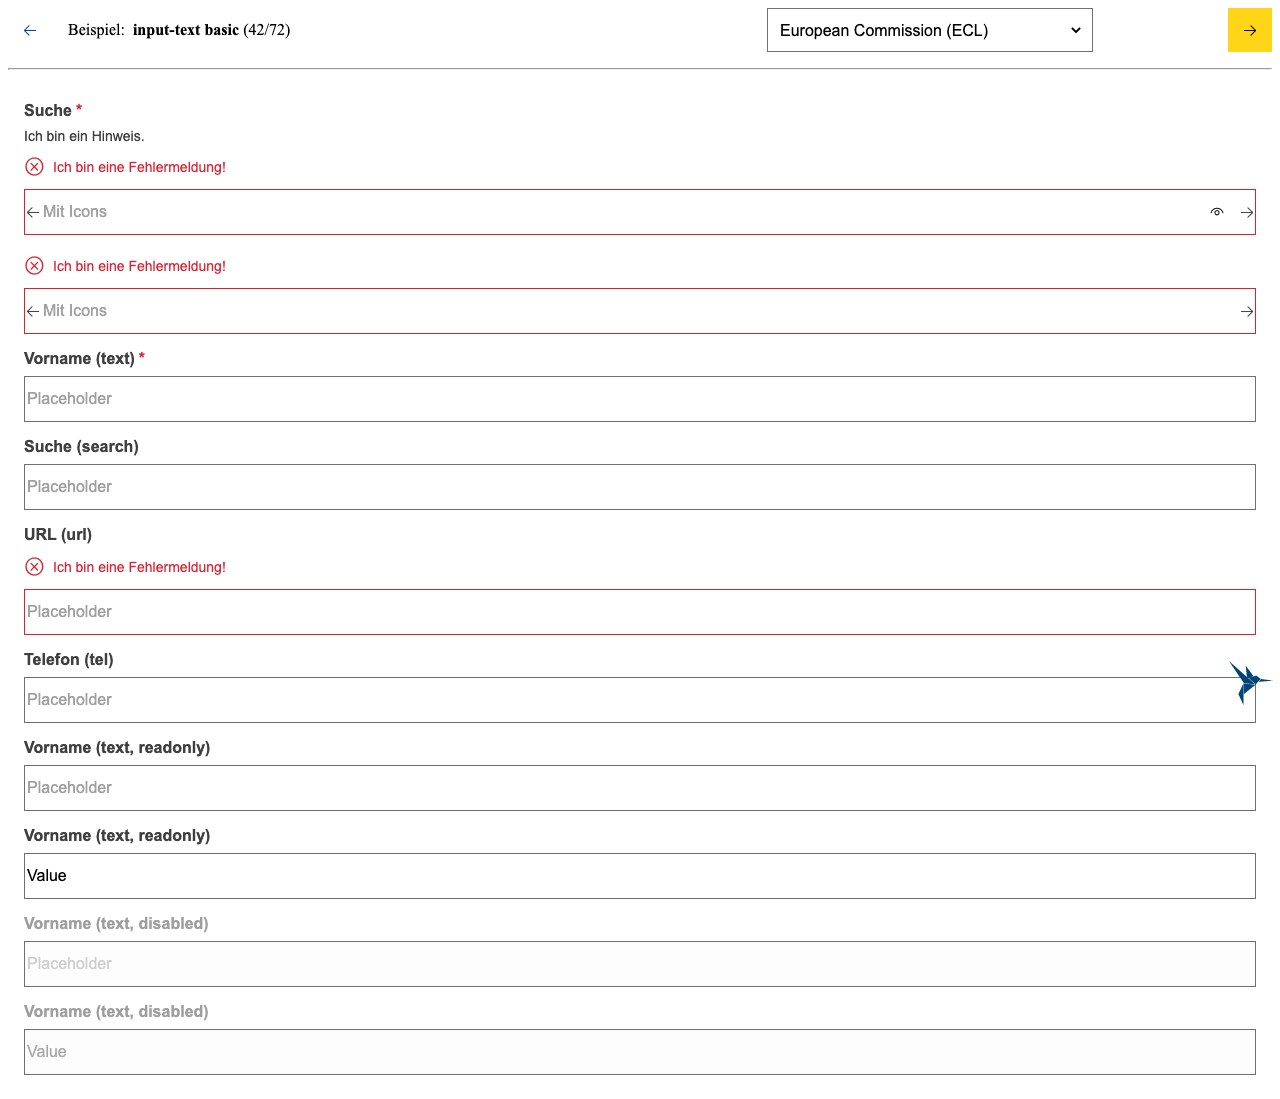 Beispiel: input-text basic (42/72)
European Commission (ECL)
Suche *
Ich bin ein Hinweis.
Ich bin eine Fehlermeldung!
Mit Icons
Ich bin eine Fehlermeldung!
Mit Icons
Vorname (text) *
Placeholder
Suche (search)
Placeholder
URL (url)
Ich bin eine Fehlermeldung!
Placeholder
Telefon (tel)
Placeholder
Vorname (text, readonly)
Placeholder
Vorname (text, readonly)
Value
Vorname (text, disabled)
Placeholder
Vorname (text, disabled)
Value